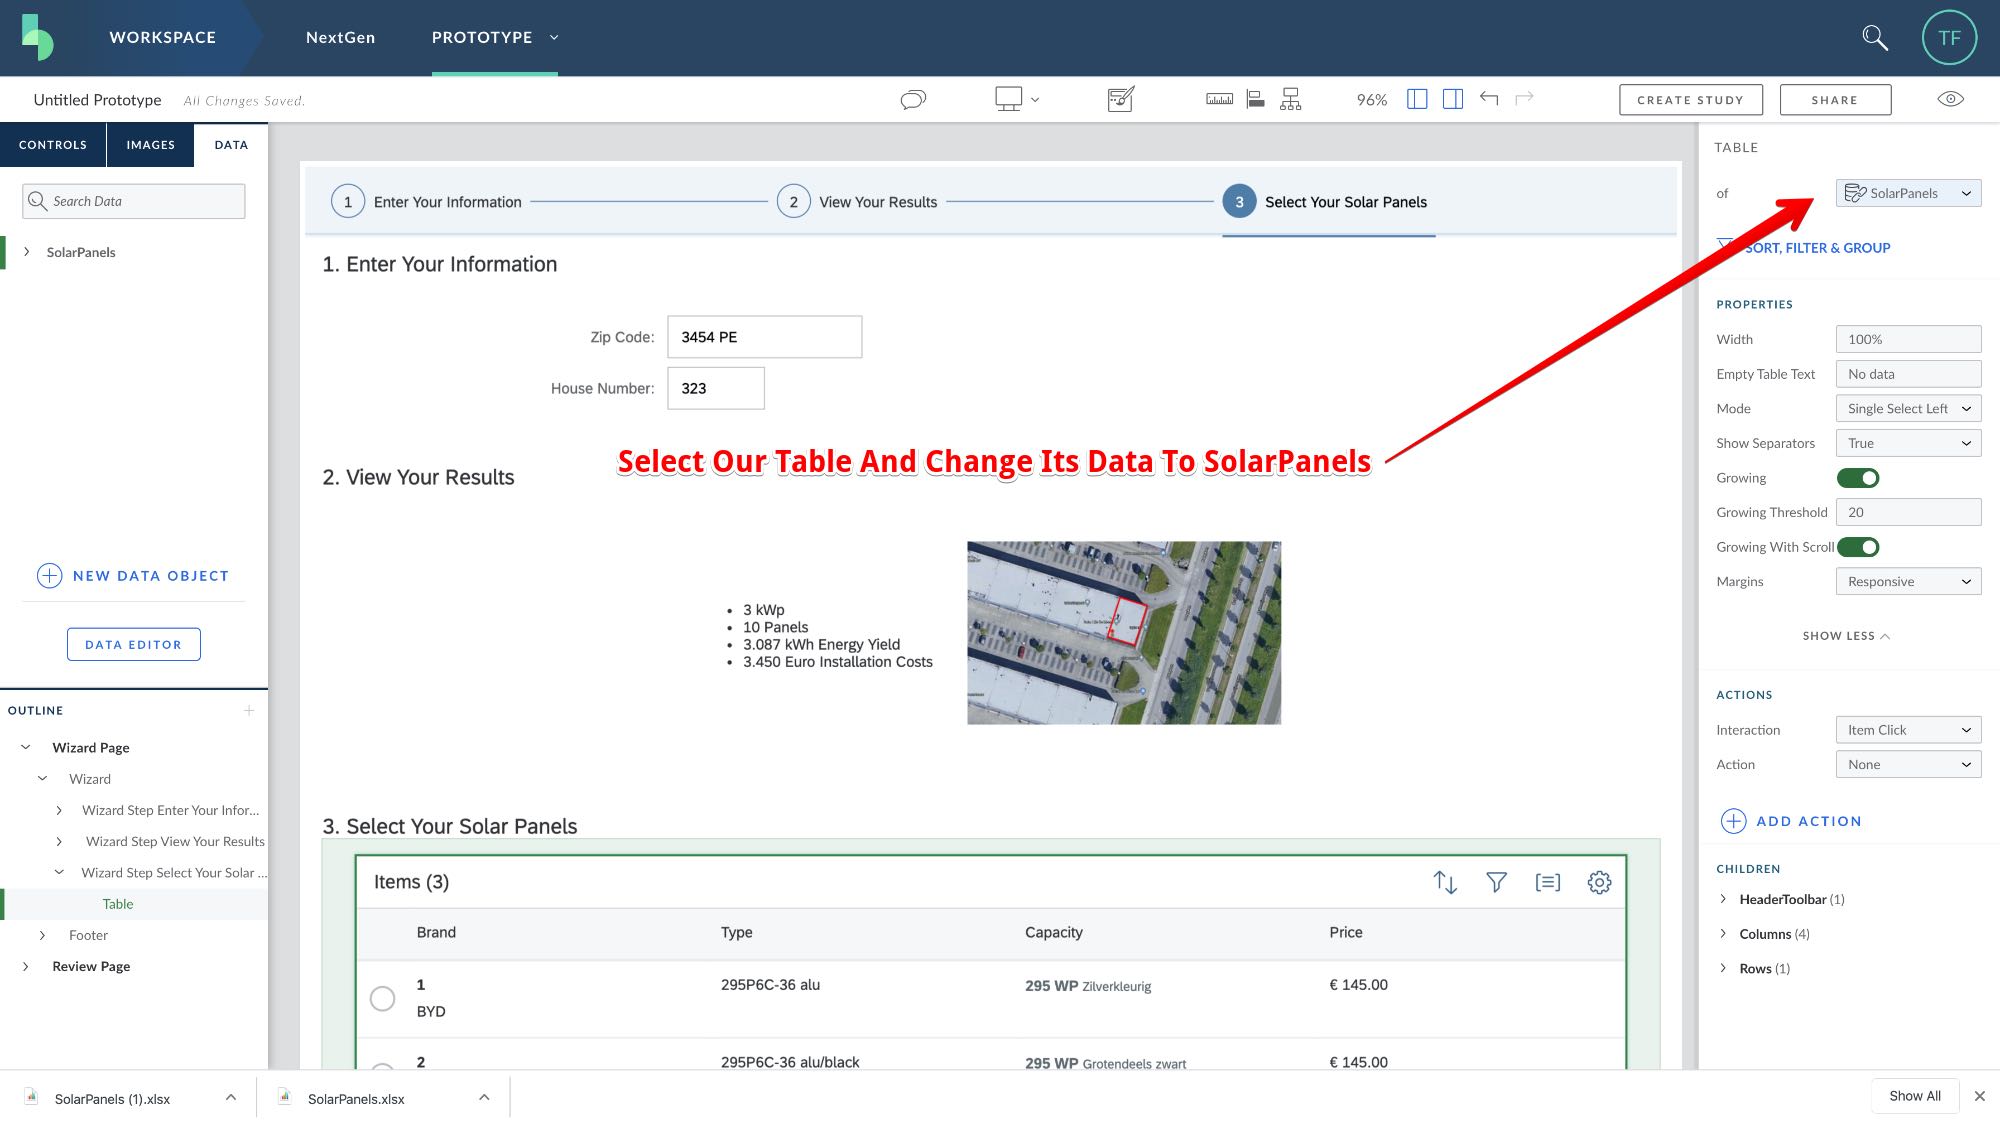 WORKSPACE
NextGen
PROTOTYPE
TF
Untitled Prototype
All Changes Saved.
96%
CREATE STUDY
SHARE
CONTROLS
IMAGES
DATA
Search Data
SolarPanels
NEW DATA OBJECT
DATA EDITOR
OUTLINE
Wizard Page
Wizard
Wizard Step Enter Your Infor...
Wizard Step View Your Results
Wizard Step Select Your Solar ...
Table
Footer
Review Page
1 Enter Your Information
2 View Your Results
3 Select Your Solar Panels
1. Enter Your Information
Zip Code: 3454 PE
House Number: 323
Select Our Table And Change Its Data To SolarPanels
2. View Your Results
• 3 kWp
• 10 Panels
• 3.087 kWh Energy Yield
• 3.450 Euro Installation Costs
3. Select Your Solar Panels
Items (3)
Brand Type Capacity Price
1 295P6C-36 alu 295 WP Zilverkleurig € 145.00
BYD
2 295P6C-36 alu/black 295 WP Grotendeels zwart € 145.00
TABLE
of SolarPanels
SORT, FILTER & GROUP
PROPERTIES
Width 100%
Empty Table Text No data
Mode Single Select Left
Show Separators True
Growing
Growing Threshold 20
Growing With Scroll
Margins Responsive
SHOW LESS
ACTIONS
Interaction Item Click
Action None
ADD ACTION
CHILDREN
HeaderToolbar (1)
Columns (4)
Rows (1)
SolarPanels (1).xlsx
SolarPanels.xlsx
Show All